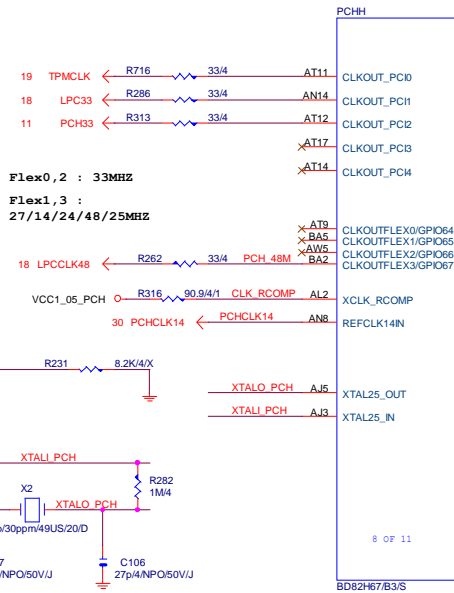 PCHH
19 TPMCLK R716 33/4 AT11 CLKOUT_PCI0
18 LPC33 R286 33/4 AN14 CLKOUT_PCI1
11 PCH33 R313 33/4 AT12 CLKOUT_PCI2
AT17 CLKOUT_PCI3
AT14 CLKOUT_PCI4
Flex0,2 : 33MHZ
Flex1,3 :
27/14/24/48/25MHZ
AT9 CLKOUTFLEX0/GPIO64
BA5 CLKOUTFLEX1/GPIO65
AW5 CLKOUTFLEX2/GPIO66
18 LPCCLK48 R262 33/4 PCH_48M BA2 CLKOUTFLEX3/GPIO67
VCC1_05_PCH R316 90.9/4/1 CLK_RCOMP AL2 XCLK_RCOMP
30 PCHCLK14 PCHCLK14 AN8 REFCLK14IN
R231 8.2K/4/X
XTALO_PCH AJ5 XTAL25_OUT
XTALI_PCH AJ3 XTAL25_IN
XTALI_PCH
R282
1M/4
X2
XTALO_PCH
/30ppm/49US/20/D
8 OF 11
C106
/NPO/50V/J 27p/4/NPO/50V/J
BD82H67/B3/S